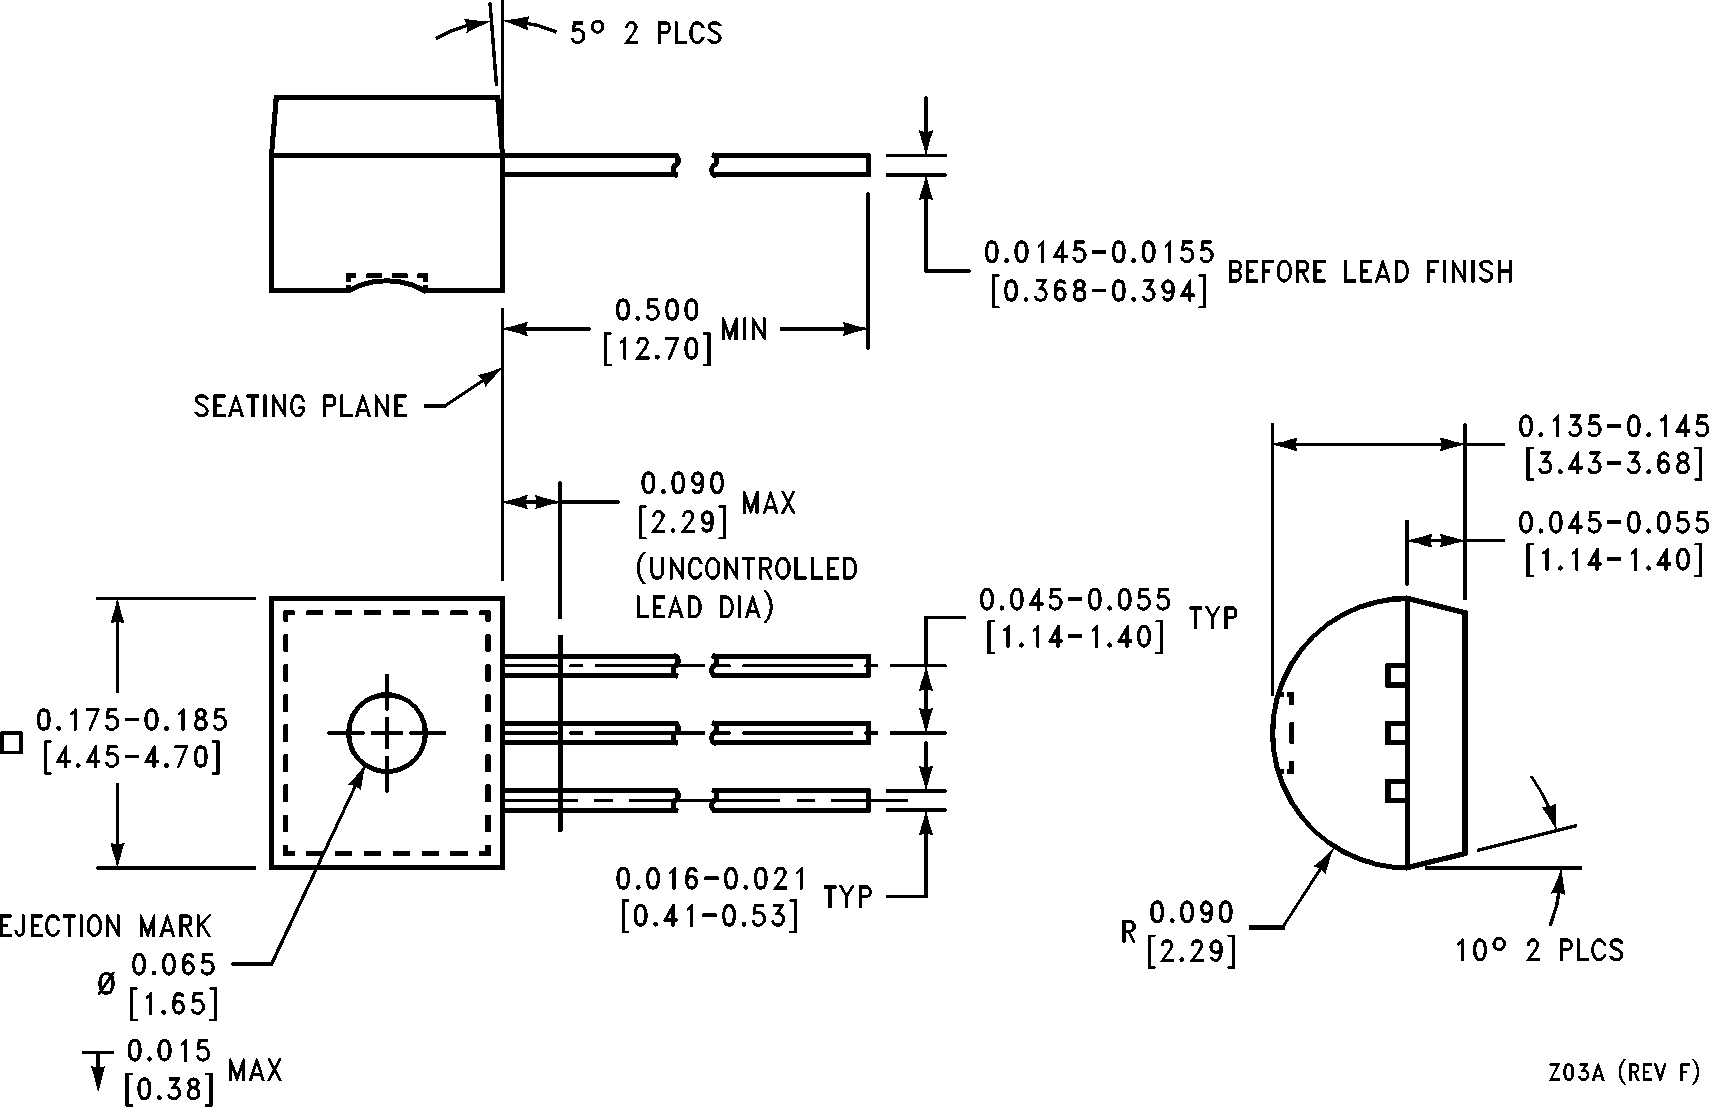 5° 2 PLCS
0.0145–0.0155
[0.368–0.394]
BEFORE LEAD FINISH
0.500
[12.70]
MIN
SEATING PLANE
0.135–0.145
[3.43–3.68]
0.090
[2.29]
MAX
(UNCONTROLLED
LEAD DIA)
0.045–0.055
[1.14–1.40]
0.045–0.055
[1.14–1.40]
TYP
0.175–0.185
[4.45–4.70]
0.016–0.021
[0.41–0.53]
TYP
EJECTION MARK
Ø
0.065
[1.65]
R
0.090
[2.29]
10° 2 PLCS
0.015
[0.38]
MAX
Z03A (REV F)